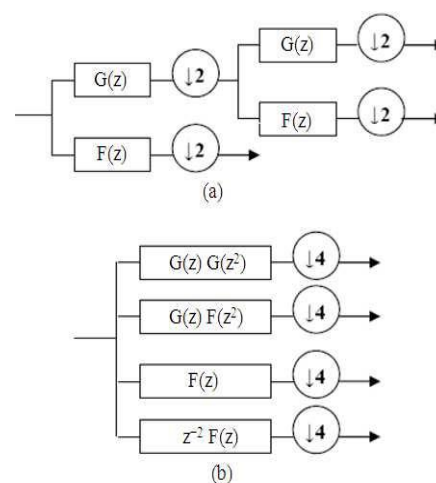 G(z) ↓2 G(z) ↓2
F(z) ↓2
F(z) ↓2
(a)
G(z) G(z²) ↓4
G(z) F(z²) ↓4
F(z) ↓4
z⁻² F(z) ↓4
(b)